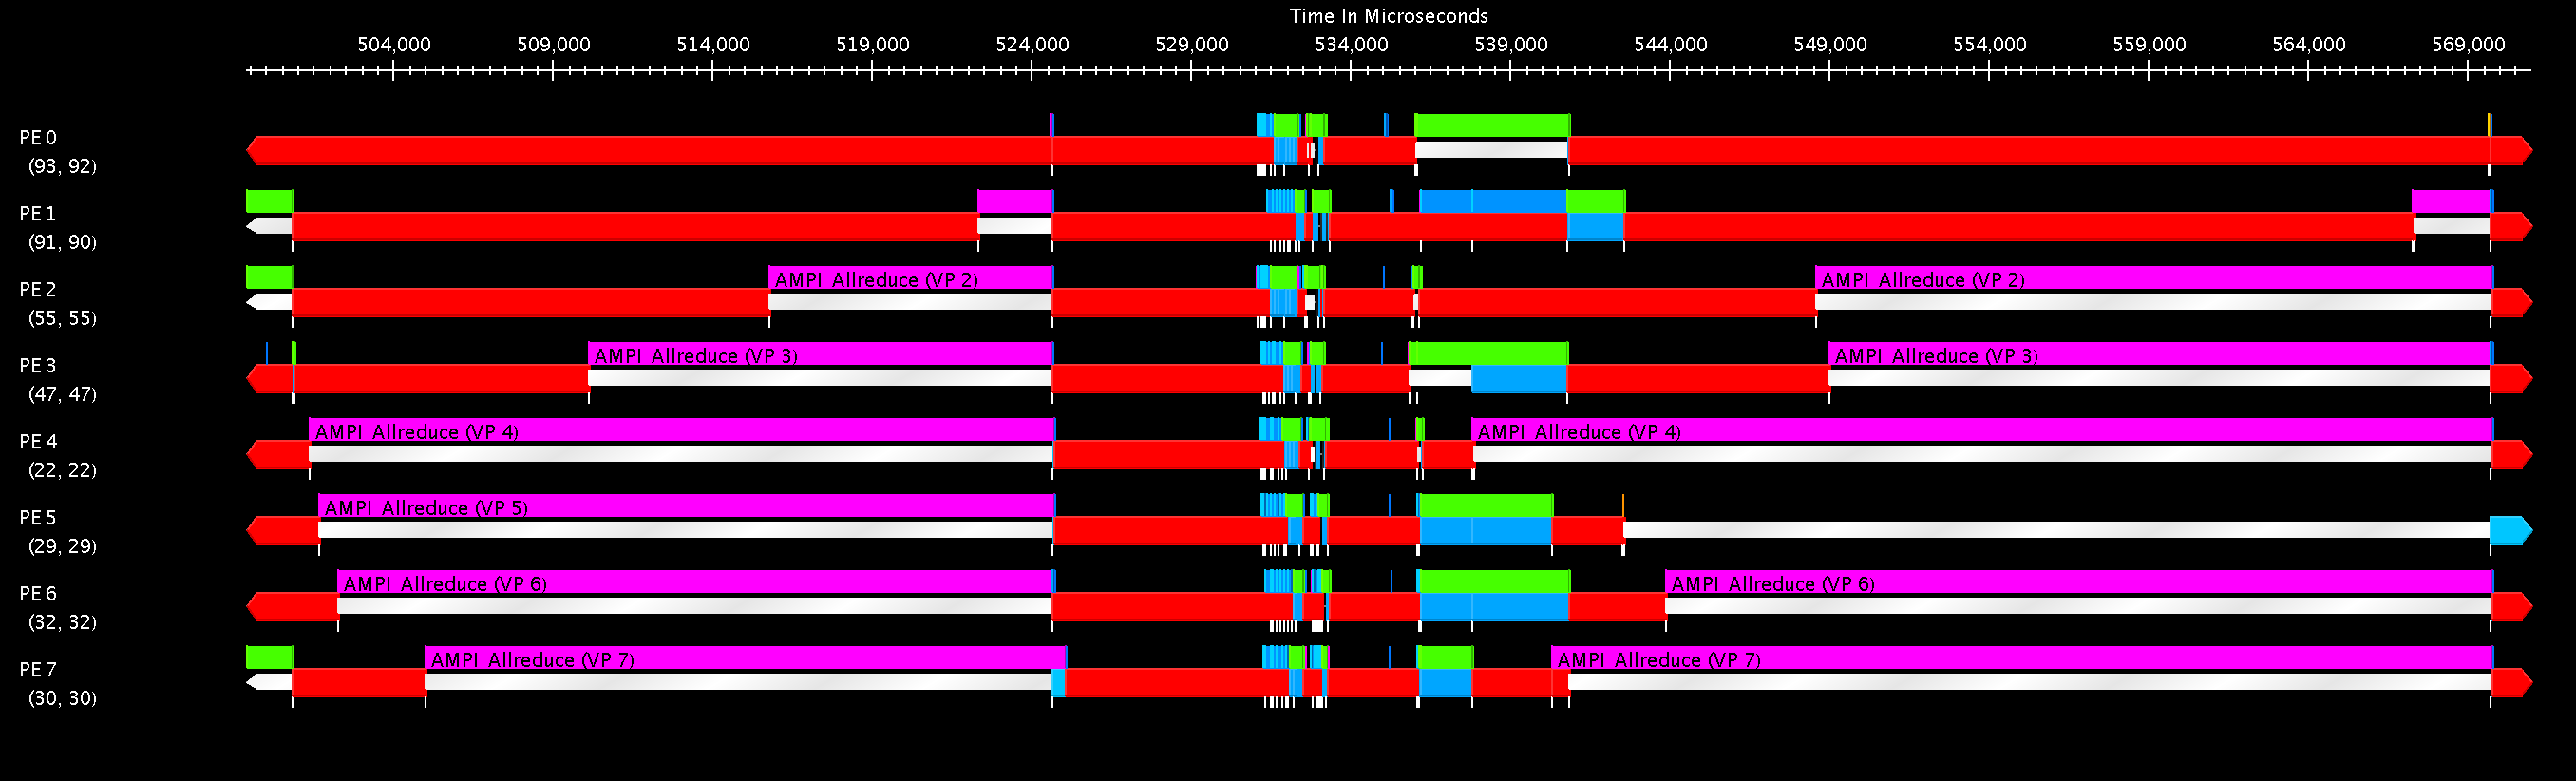 Time In Microseconds
504,000 509,000 514,000 519,000 524,000 529,000 534,000 539,000 544,000 549,000 554,000 559,000 564,000 569,000
PE 0
(93, 92)
PE 1
(91, 90)
AMPI_Allreduce (VP 2) AMPI_Allreduce (VP 2)
PE 2
(55, 55)
AMPI_Allreduce (VP 3) AMPI_Allreduce (VP 3)
PE 3
(47, 47)
AMPI_Allreduce (VP 4) AMPI_Allreduce (VP 4)
PE 4
(22, 22)
AMPI_Allreduce (VP 5)
PE 5
(29, 29)
AMPI_Allreduce (VP 6) AMPI_Allreduce (VP 6)
PE 6
(32, 32)
AMPI_Allreduce (VP 7) AMPI_Allreduce (VP 7)
PE 7
(30, 30)